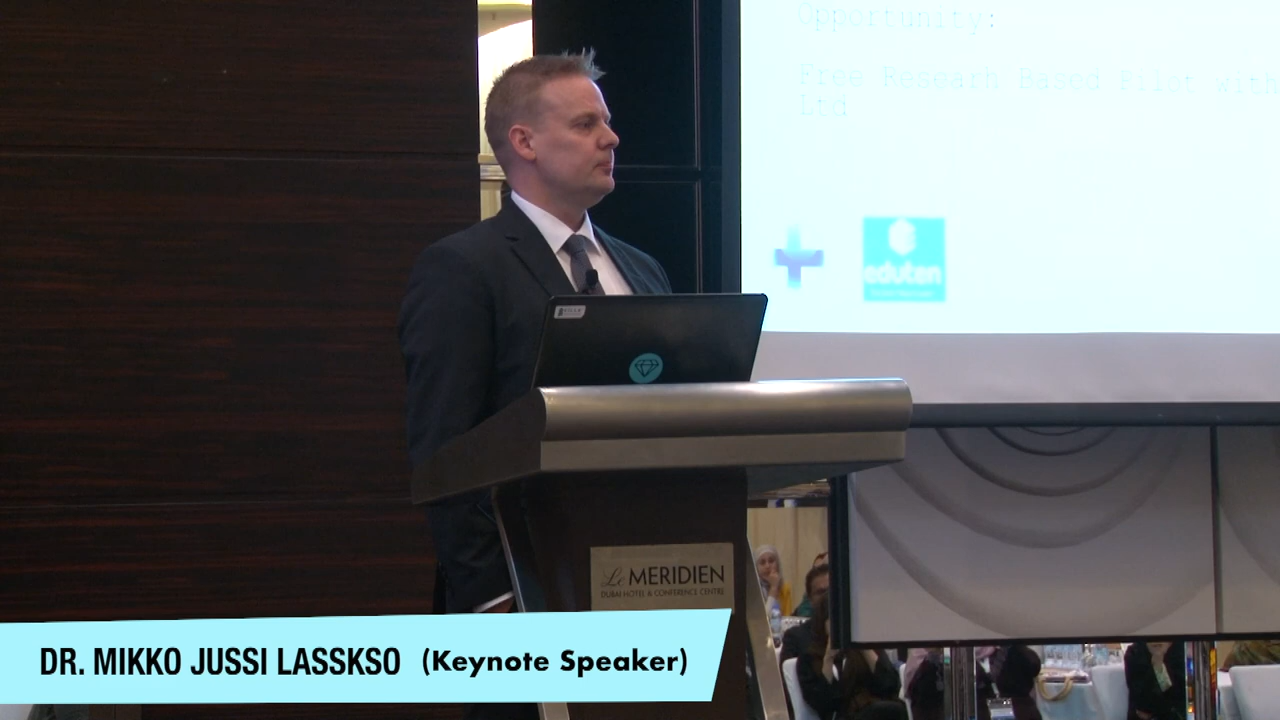 Opportunity:
Free Researh Based Pilot with
Ltd
eduten
Le MERIDIEN
DUBAI HOTEL & CONFERENCE CENTRE
DR. MIKKO JUSSI LASSKSO (Keynote Speaker)